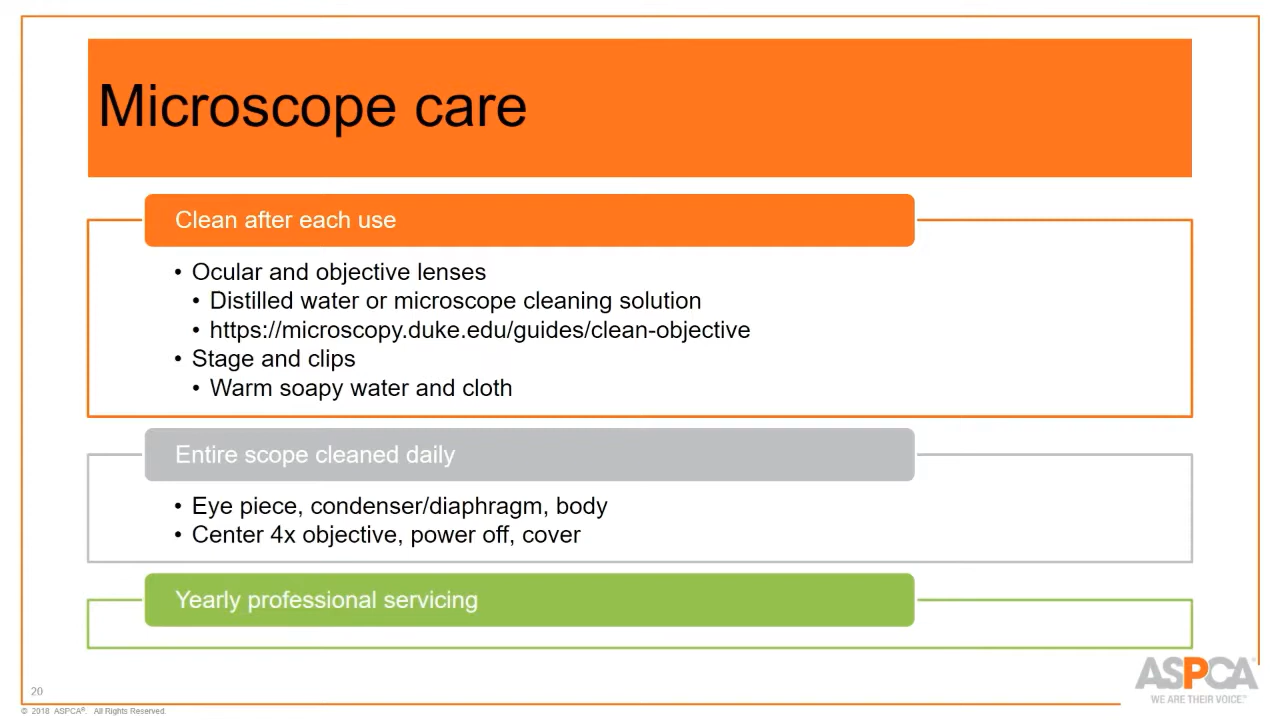 Microscope care
Clean after each use
• Ocular and objective lenses
• Distilled water or microscope cleaning solution
• https://microscopy.duke.edu/guides/clean-objective
• Stage and clips
• Warm soapy water and cloth
Entire scope cleaned daily
• Eye piece, condenser/diaphragm, body
• Center 4x objective, power off, cover
Yearly professional servicing
ASPCA®
WE ARE THEIR VOICE.™
20
© 2018 ASPCA®. All Rights Reserved.